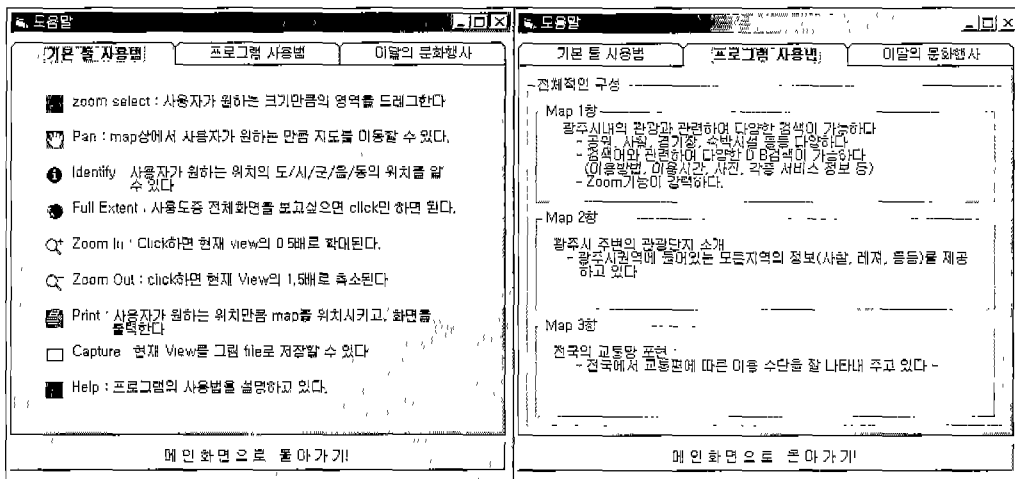 도움말
기본 툴 사용법
프로그램 사용법
이달의 문화행사
zoom select : 사용자가 원하는 크기만큼의 영역을 드레그한다
Pan : map상에서 사용자가 원하는 만큼 지도를 이동할 수 있다.
Identify 사용자가 원하는 위치의 도/시/군/읍/동의 위치를 알
수 있다
Full Extent . 사용도중 전체화면을 보고싶으면 click만 하면 된다.
Zoom In : Click하면 현재 view의 0.5배로 확대된다.
Zoom Out : click하면 현재 View의 1.5배로 축소된다
Print : 사용자가 원하는 위치만큼 map를 위치시키고, 화면을
출력한다
Capture 현재 View를 그림 file로 저장할 수 있다
Help : 프로그램의 사용법을 설명하고 있다.
메인화면으로 돌아가기!
도움말
기본 툴 사용법
프로그램 사용법
이달의 문화행사
전체적인 구성
Map 1창
광주시내의 관광과 관련하여 다양한 검색이 가능하다
- 공원, 사찰, 경기장, 숙박시설 등등 다양하다
- 검색어와 관련하여 다양한 D.B검색이 가능하다
(이용방법, 이용시간, 사진, 각종 서비스 정보 등)
- Zoom기능이 강력하다.
Map 2창
광주시 주변의 관광단지 소개
- 광주시권역에 들어있는 모든지역의 정보(사찰, 레져, 등등)를 제공
하고 있다
Map 3창
전국의 교통망 표현 :
- 전국에서 교통편에 따른 이용 수단을 잘 나타내 주고 있다 -
메인화면으로 돌아가기!